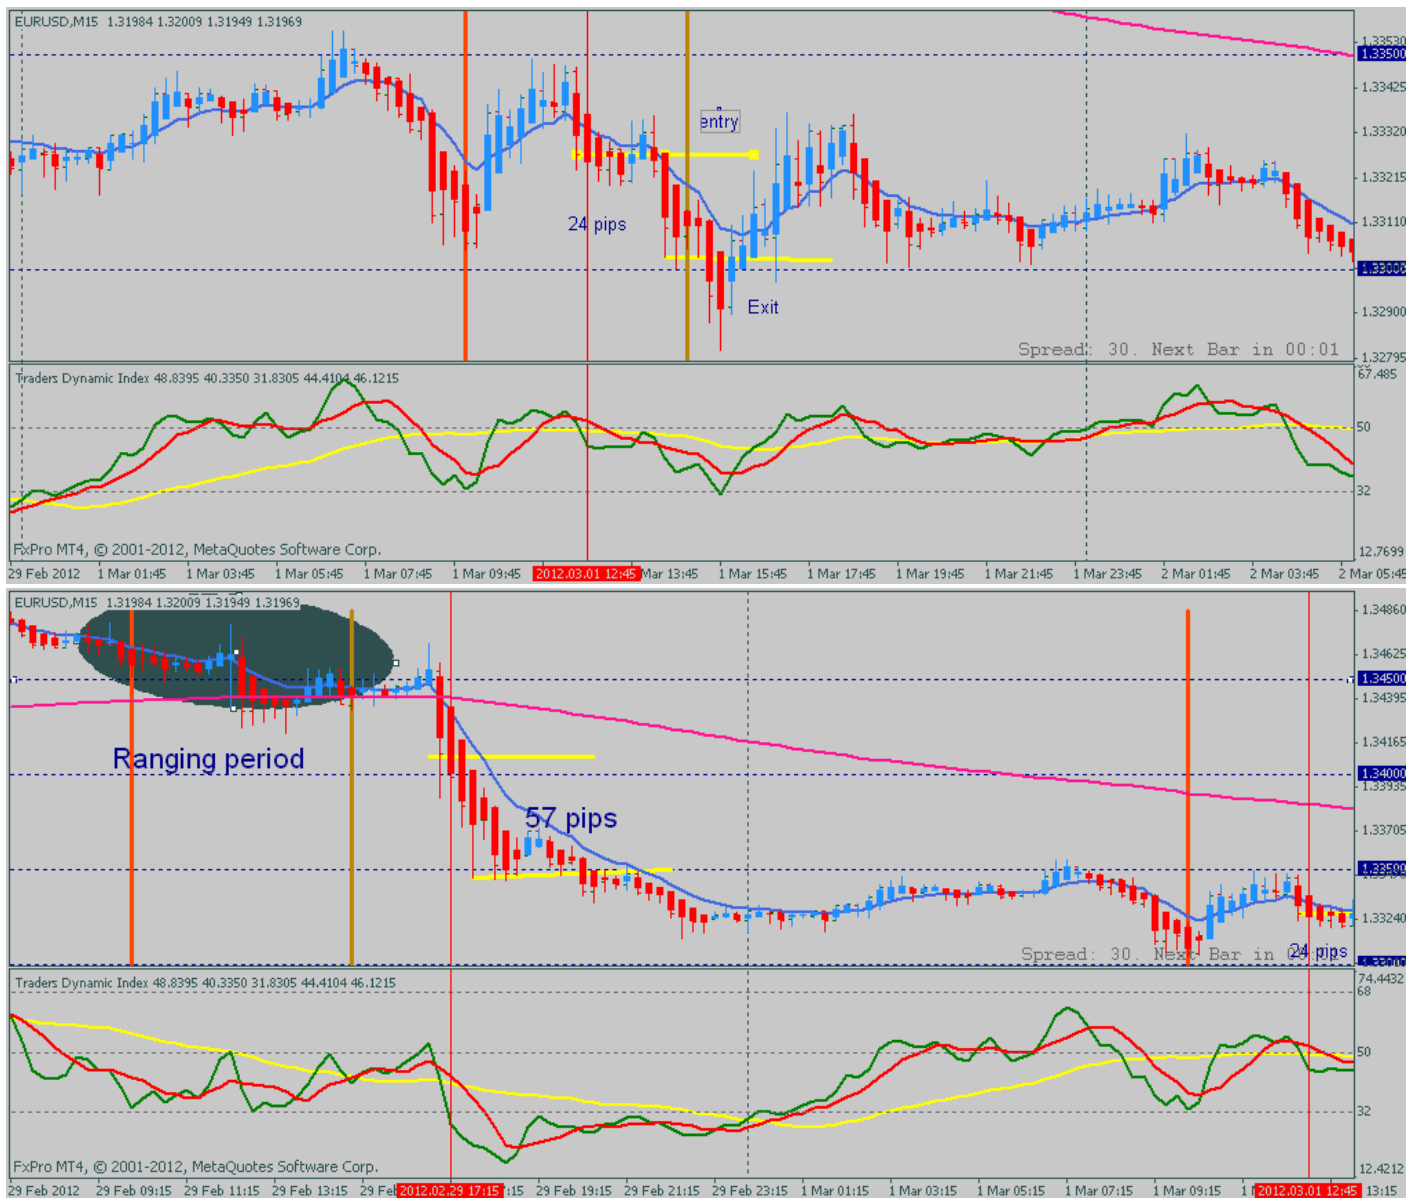 EURUSD,M15 1.31984 1.32009 1.31949 1.31969
1.33530
1.33500
1.33425
entry
1.33320
1.33215
24 pips
1.33110
1.33000
Exit
1.32900
Spread: 30. Next Bar in 00:01
1.32795
Traders Dynamic Index 48.8395 40.3350 31.8305 44.4104 46.1215
67.485
50
32
FxPro MT4, © 2001-2012, MetaQuotes Software Corp.
12.7699
29 Feb 2012 1 Mar 01:45 1 Mar 03:45 1 Mar 05:45 1 Mar 07:45 1 Mar 09:45 2012.03.01 12:45 Mar 13:45 1 Mar 15:45 1 Mar 17:45 1 Mar 19:45 1 Mar 21:45 1 Mar 23:45 2 Mar 01:45 2 Mar 03:45 2 Mar 05:45
EURUSD,M15 1.31984 1.32009 1.31949 1.31969
1.34860
1.34625
1.34500
1.34395
Ranging period
1.34165
1.34000
1.33935
57 pips
1.33705
1.33500
1.33240
Spread: 30. Next Bar in
24 pips
Traders Dynamic Index 48.8395 40.3350 31.8305 44.4104 46.1215
74.4432
68
50
32
FxPro MT4, © 2001-2012, MetaQuotes Software Corp.
12.4212
29 Feb 2012 29 Feb 09:15 29 Feb 11:15 29 Feb 13:15 29 Feb 2012.02.29 17:15 :15 29 Feb 19:15 29 Feb 21:15 29 Feb 23:15 1 Mar 01:15 1 Mar 03:15 1 Mar 05:15 1 Mar 07:15 1 Mar 09:15 1 2012.03.01 12:45 13:15